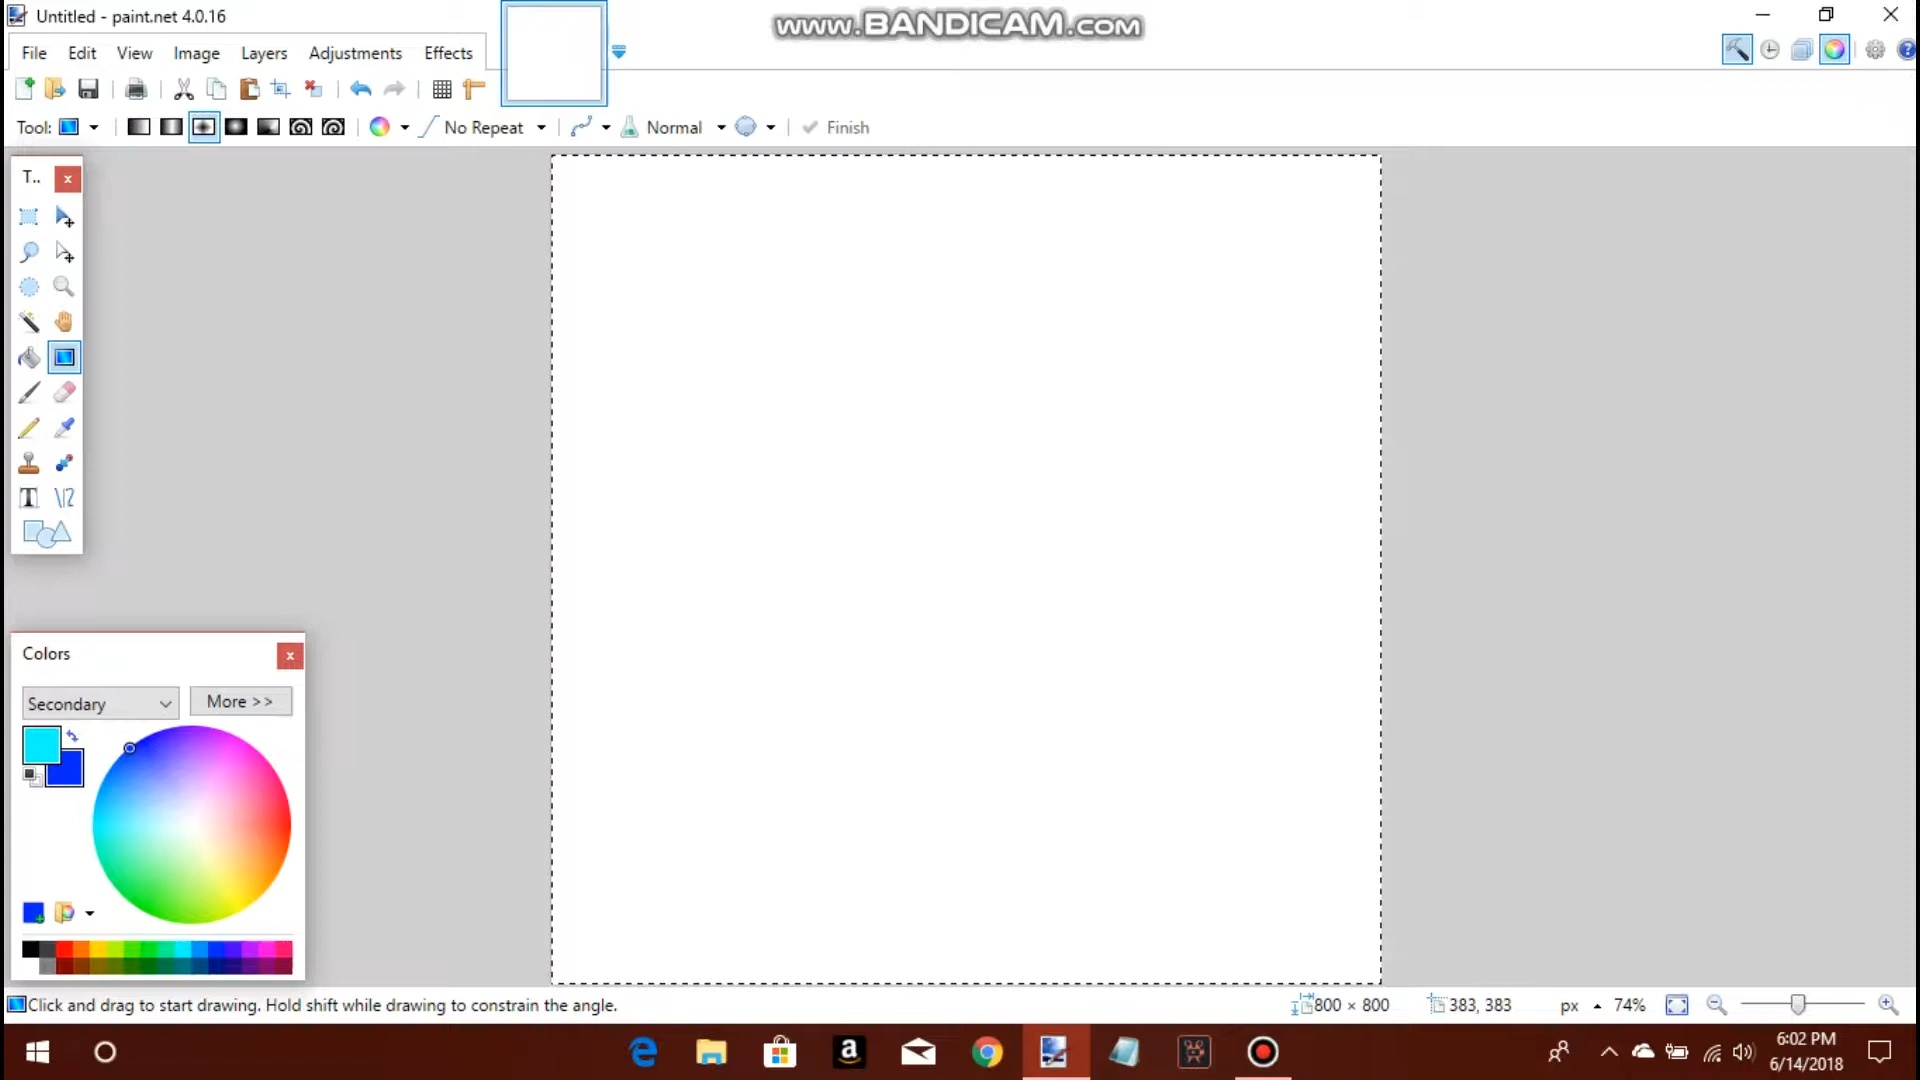 Untitled - paint.net 4.0.16
www.BANDICAM.com
File Edit View Image Layers Adjustments Effects
Tool: No Repeat Normal Finish
T..
Colors
Secondary More >>
Click and drag to start drawing. Hold shift while drawing to constrain the angle.
800 × 800 383, 383 px 74%
6:02 PM
6/14/2018